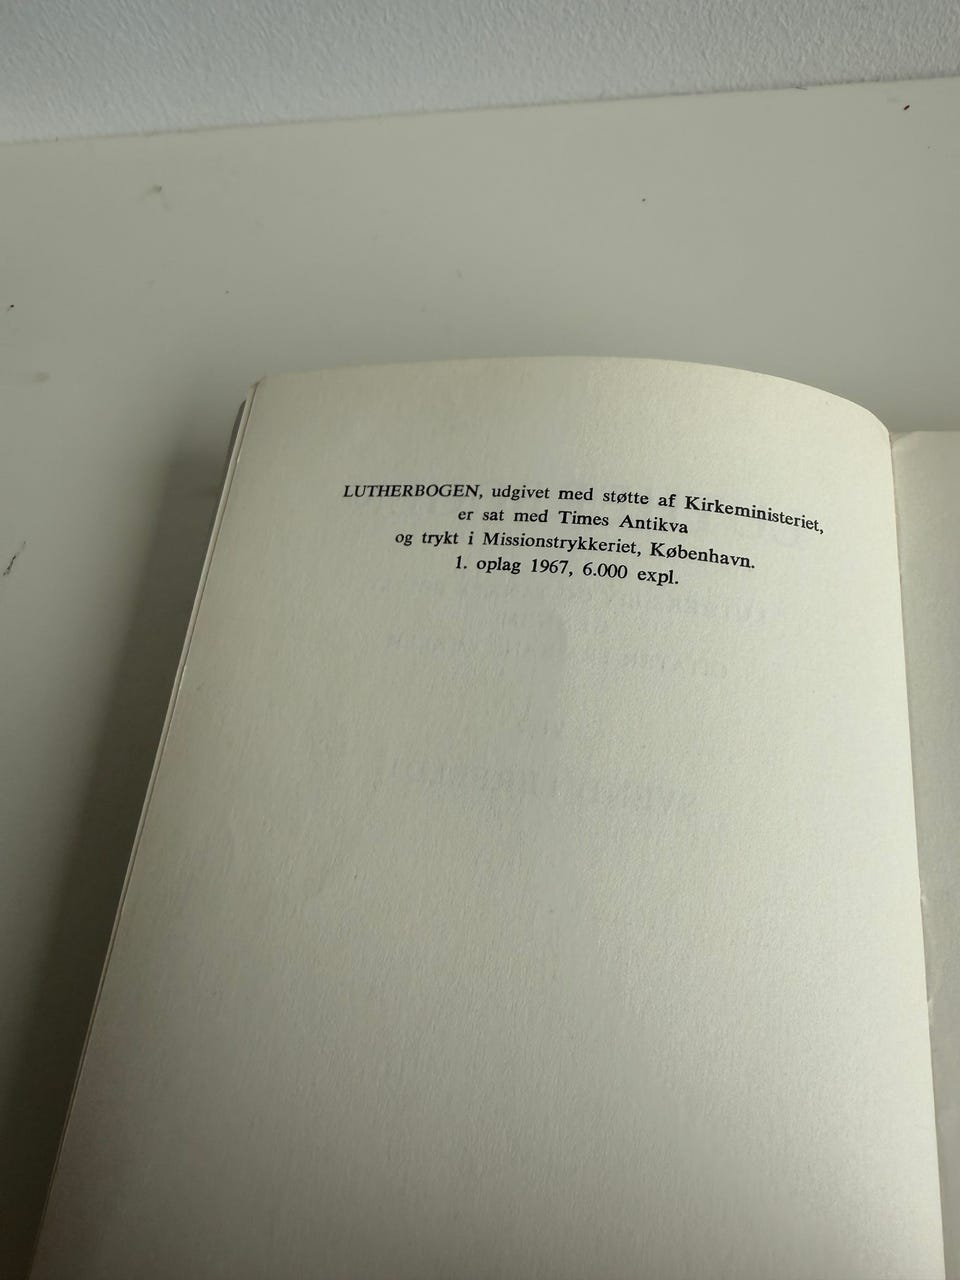 LUTHERBOGEN, udgivet med støtte af Kirkeministeriet,
er sat med Times Antikva
og trykt i Missionstrykkeriet, København.
1. oplag 1967, 6.000 expl.